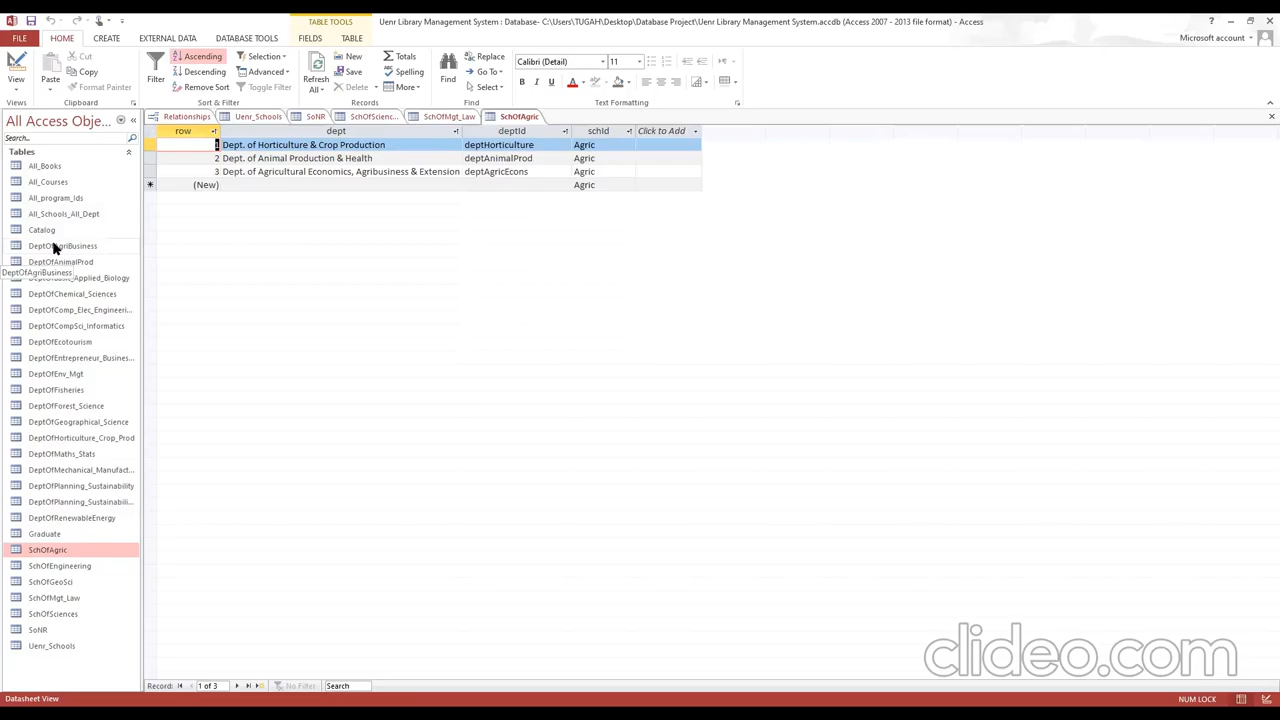 TABLE TOOLS
Uenr Library Management System : Database- C:\Users\TUGAH\Desktop\Database Project\Uenr Library Management System.accdb (Access 2007 - 2013 file format) - Access
FILE HOME CREATE EXTERNAL DATA DATABASE TOOLS FIELDS TABLE Microsoft account
View
Views
Paste
Cut
Copy
Format Painter
Clipboard
Filter
Ascending
Descending
Remove Sort
Selection
Advanced
Toggle Filter
Sort & Filter
Refresh All
New
Save
Delete
Totals
Spelling
More
Records
Find
Replace
Go To
Select
Find
Calibri (Detail) 11
B I U A
Text Formatting
All Access Obje...
Search...
Tables
All_Books
All_Courses
All_program_Ids
All_Schools_All_Dept
Catalog
DeptOfAgriBusiness
DeptOfAnimalProd
DeptOfAgriBusiness
DeptOfBasic_Applied_Biology
DeptOfChemical_Sciences
DeptOfComp_Elec_Engineeri...
DeptOfCompSci_Informatics
DeptOfEcotourism
DeptOfEntrepreneur_Busines...
DeptOfEnv_Mgt
DeptOfFisheries
DeptOfForest_Science
DeptOfGeographical_Science
DeptOfHorticulture_Crop_Prod
DeptOfMaths_Stats
DeptOfMechanical_Manufact...
DeptOfPlanning_Sustainability
DeptOfPlanning_Sustainabili...
DeptOfRenewableEnergy
Graduate
SchOfAgric
SchOfEngineering
SchOfGeoSci
SchOfMgt_Law
SchOfSciences
SoNR
Uenr_Schools
Relationships Uenr_Schools SoNR SchOfScienc... SchOfMgt_Law SchOfAgric
row dept deptId schId Click to Add
1 Dept. of Horticulture & Crop Production deptHorticulture Agric
2 Dept. of Animal Production & Health deptAnimalProd Agric
3 Dept. of Agricultural Economics, Agribusiness & Extension deptAgricEcons Agric
(New) Agric
clideo.com
Record: 1 of 3 No Filter Search
Datasheet View NUM LOCK